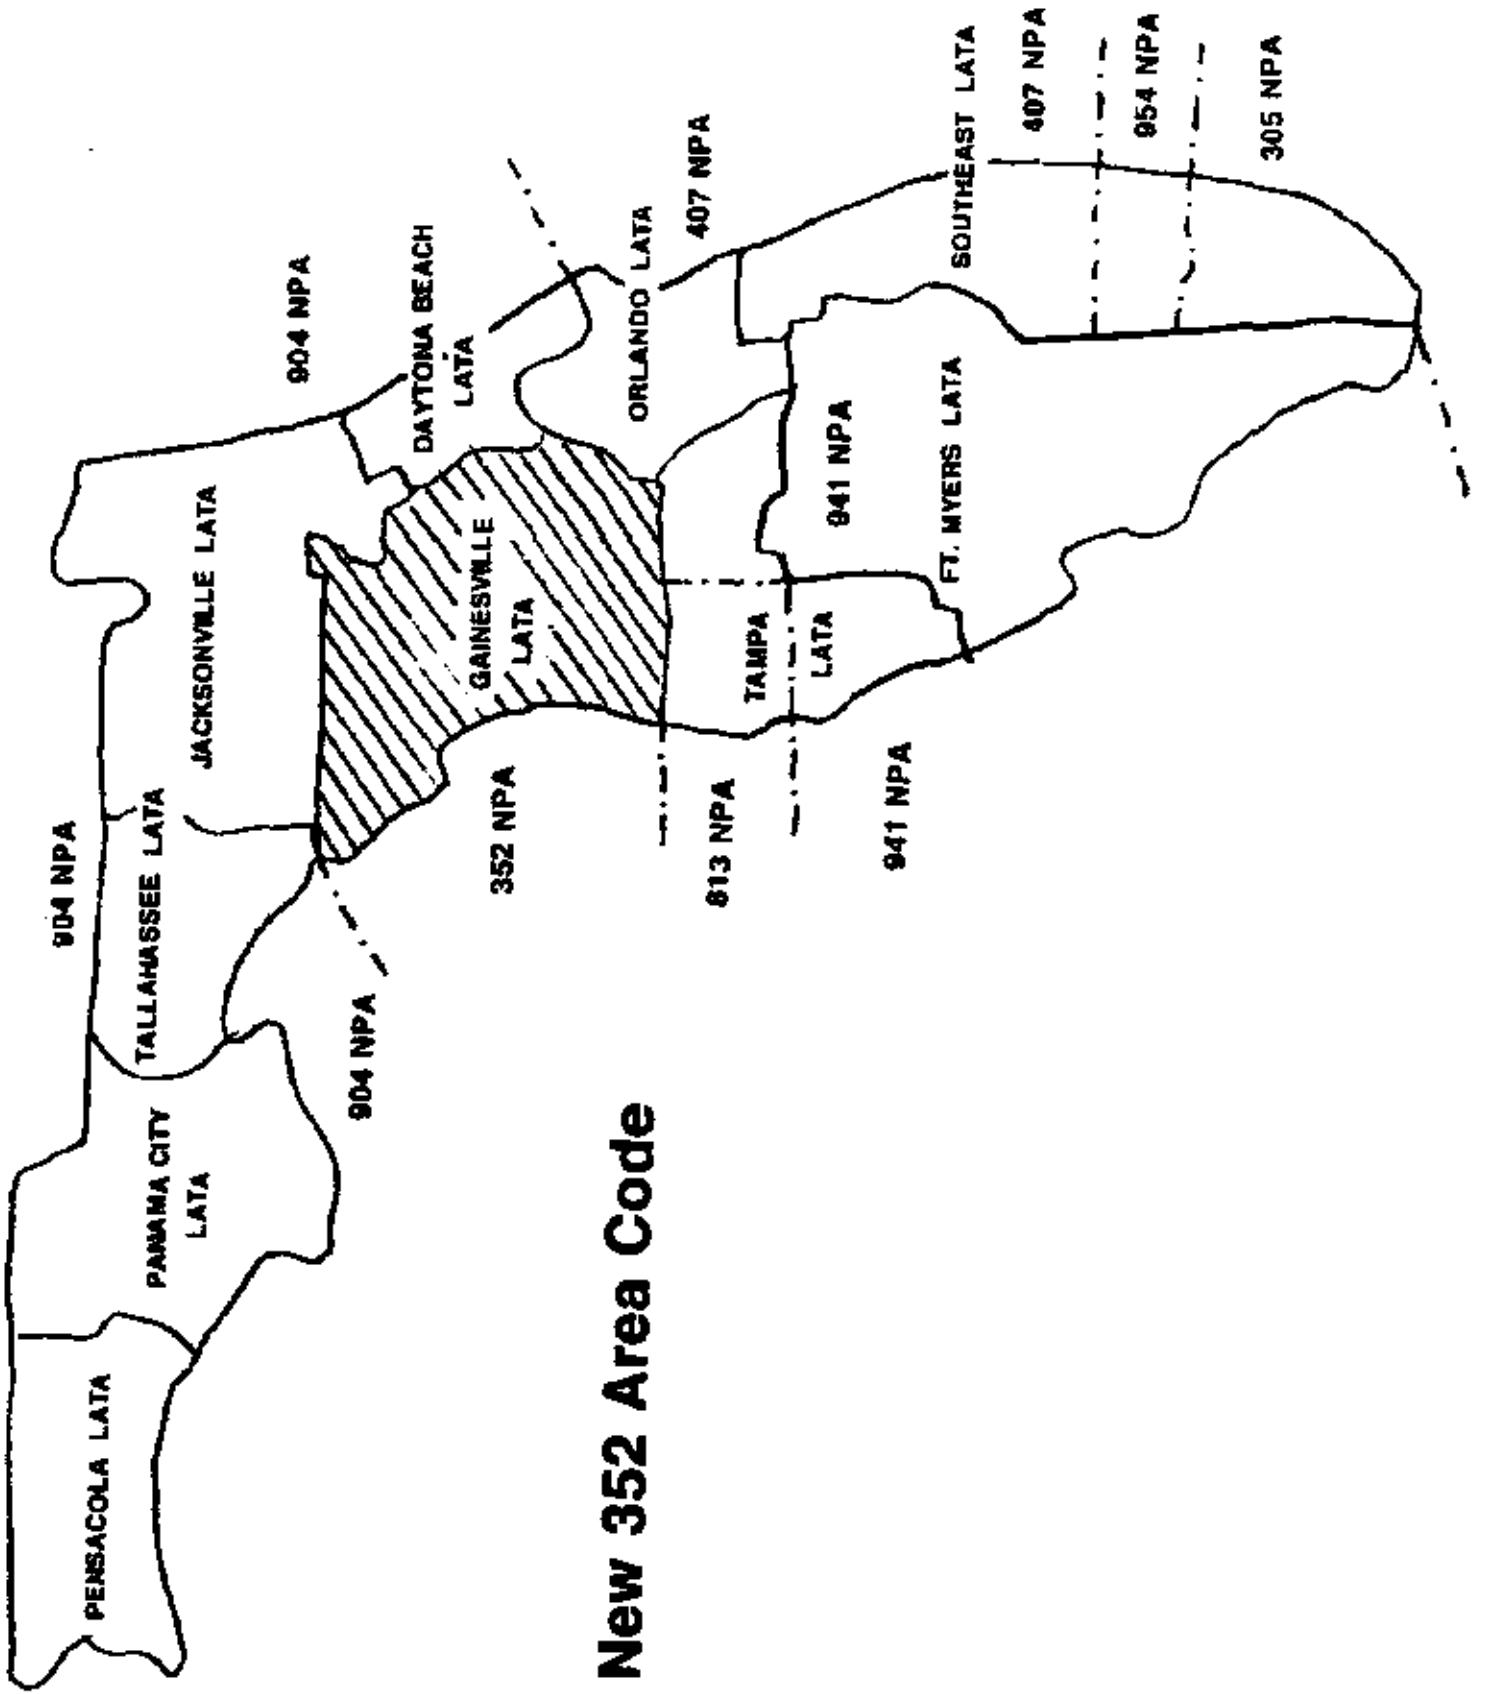 904 NPA
904 NPA
PENSACOLA LATA
PANAMA CITY
LATA
TALLAHASSEE LATA
JACKSONVILLE LATA
DAYTONA BEACH
LATA
904 NPA
352 NPA
GAINESVILLE
LATA
ORLANDO LATA
407 NPA
813 NPA
TAMPA
LATA
941 NPA
941 NPA
FT. MYERS LATA
SOUTHEAST LATA
407 NPA
954 NPA
305 NPA
New 352 Area Code